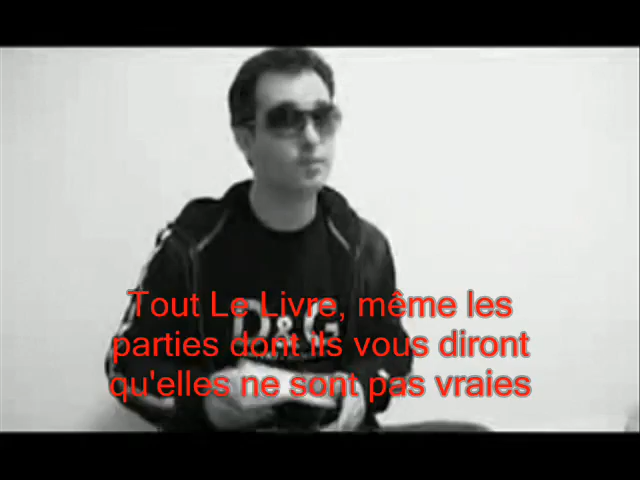 Tout Le Livre, même les
D&G
parties dont ils vous diront
qu'elles ne sont pas vraies